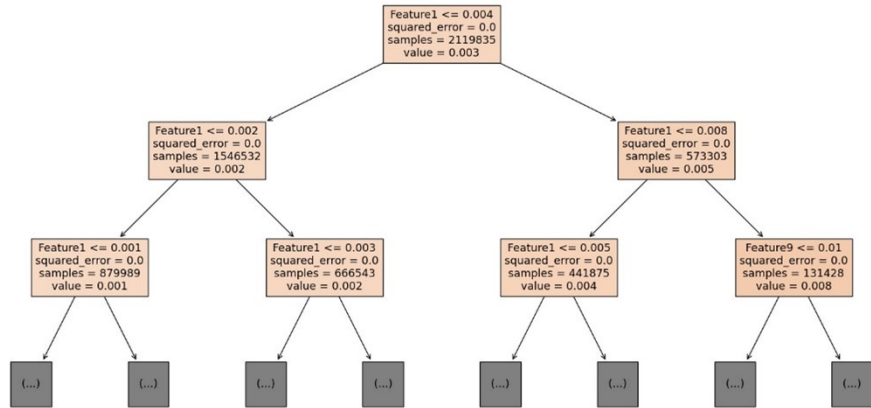 Feature1 <= 0.004
squared_error = 0.0
samples = 2119835
value = 0.003
Feature1 <= 0.002
squared_error = 0.0
samples = 1546532
value = 0.002
Feature1 <= 0.008
squared_error = 0.0
samples = 573303
value = 0.005
Feature1 <= 0.001
squared_error = 0.0
samples = 879989
value = 0.001
Feature1 <= 0.003
squared_error = 0.0
samples = 666543
value = 0.002
Feature1 <= 0.005
squared_error = 0.0
samples = 441875
value = 0.004
Feature9 <= 0.01
squared_error = 0.0
samples = 131428
value = 0.008
(...)
(...)
(...)
(...)
(...)
(...)
(...)
(...)